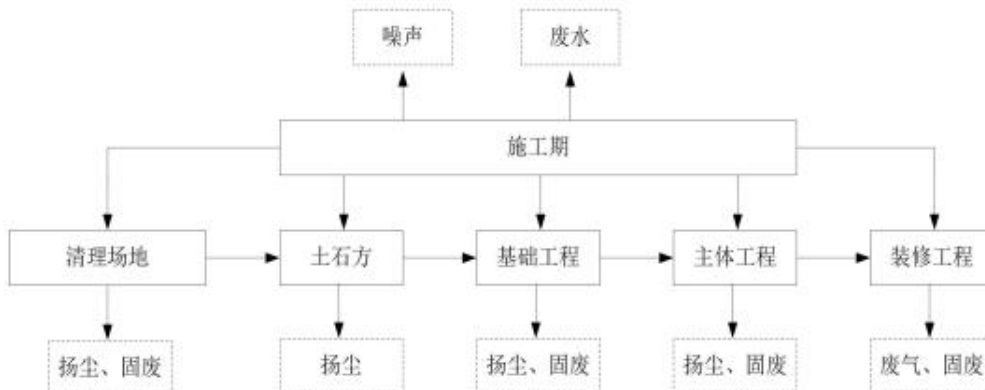 噪声
废水
施工期
清理场地
土石方
基础工程
主体工程
装修工程
扬尘、固废
扬尘
扬尘、固废
扬尘、固废
废气、固废